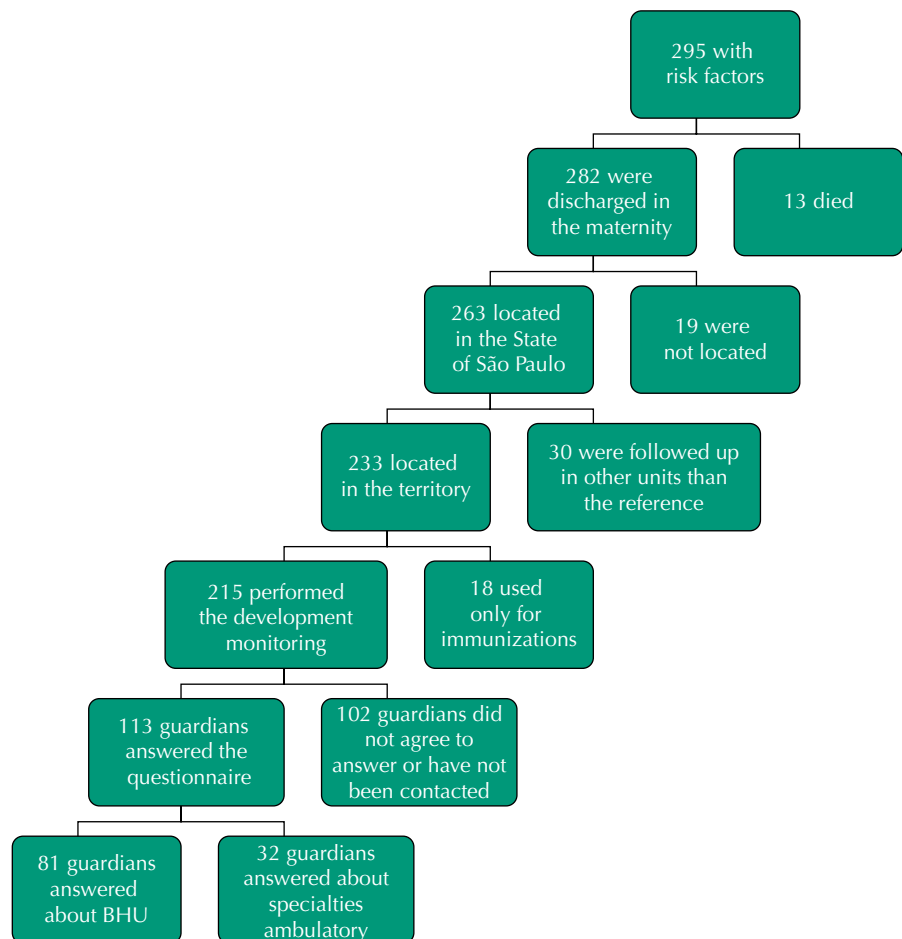 295 with
risk factors
282 were
discharged in
the maternity
13 died
263 located
in the State
of São Paulo
19 were
not located
233 located
in the territory
30 were followed up
in other units than
the reference
215 performed
the development
monitoring
18 used
only for
immunizations
113 guardians
answered the
questionnaire
102 guardians did
not agree to
answer or have not
been contacted
81 guardians
answered
about BHU
32 guardians
answered about
specialties
ambulatory